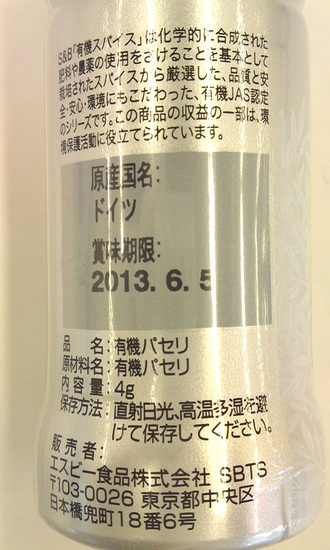 S&B「有機スパイス」は化学的に合成された
肥料や農薬の使用をさけることを基本として
栽培されたスパイスから厳選した、品質と安
全・安心・環境にもこだわった、有機JAS認定
のシリーズです。この商品の収益の一部は、環
境保護活動に役立てられています。
原産国名:
ドイツ
賞味期限:
2013. 6. 5
品名:有機パセリ
原材料名:有機パセリ
内容量:4g
保存方法:直射日光、高温多湿を避
けて保存してください。
販売者:
エスビー食品株式会社 SBTS
〒103-0026 東京都中央区
日本橋兜町18番6号